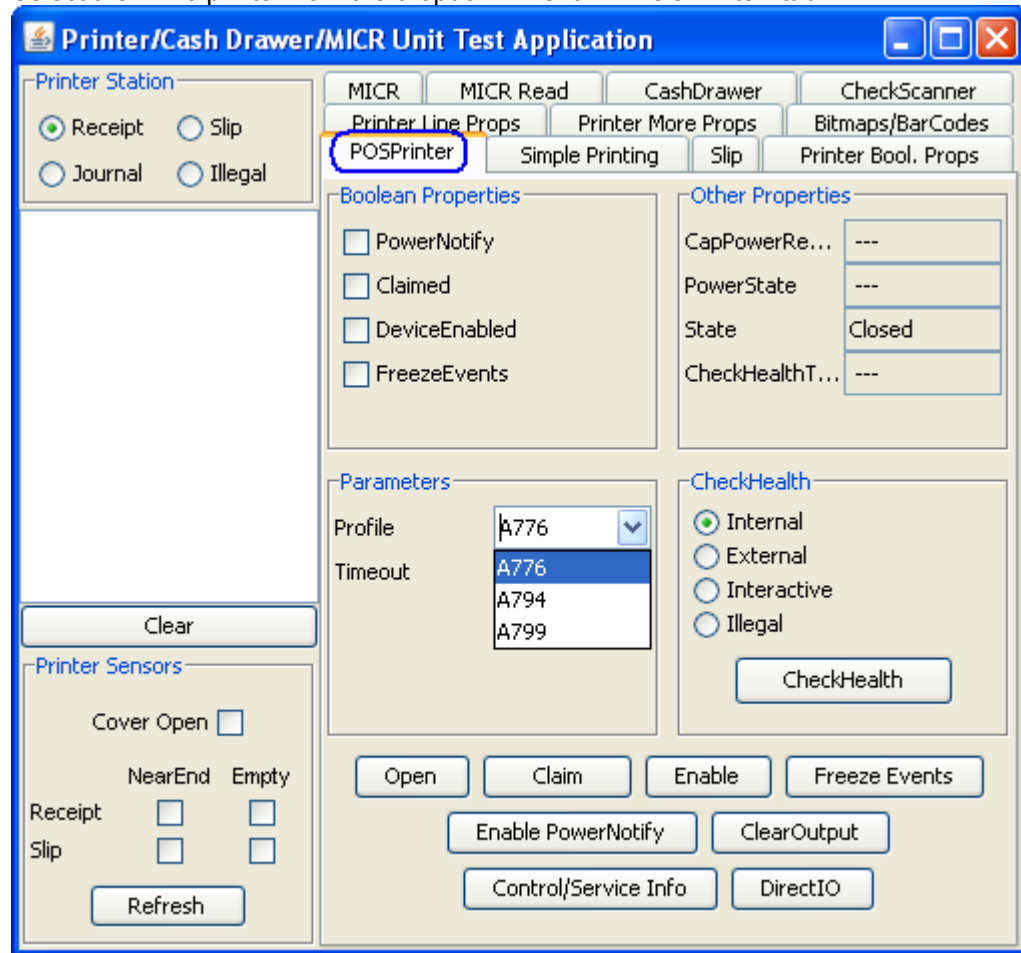 Printer/Cash Drawer/MICR Unit Test Application
Printer Station
Receipt
Slip
Journal
Illegal
MICR
MICR Read
CashDrawer
CheckScanner
Printer Line Props
Printer More Props
Bitmaps/BarCodes
POSPrinter
Simple Printing
Slip
Printer Bool. Props
Boolean Properties
PowerNotify
Claimed
DeviceEnabled
FreezeEvents
Other Properties
CapPowerRe... ---
PowerState ---
State Closed
CheckHealthT... ---
Parameters
Profile A776
Timeout
A776
A794
A799
CheckHealth
Internal
External
Interactive
Illegal
CheckHealth
Clear
Printer Sensors
Cover Open
NearEnd Empty
Receipt
Slip
Refresh
Open
Claim
Enable
Freeze Events
Enable PowerNotify
ClearOutput
Control/Service Info
DirectIO